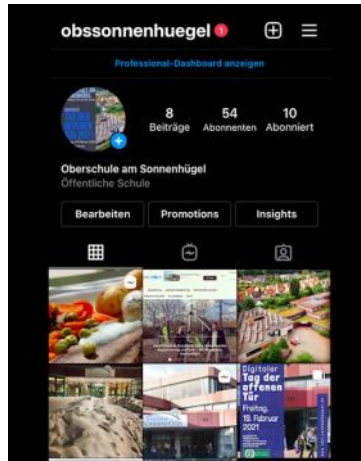 obssonnenhuegel 1
Professional-Dashboard anzeigen
8 54 10
Beiträge Abonnenten Abonniert
Oberschule am Sonnenhügel
Öffentliche Schule
Bearbeiten Promotions Insights
Digitaler
Tag der
offenen
Tür
Freitag,
19. Februar
2021